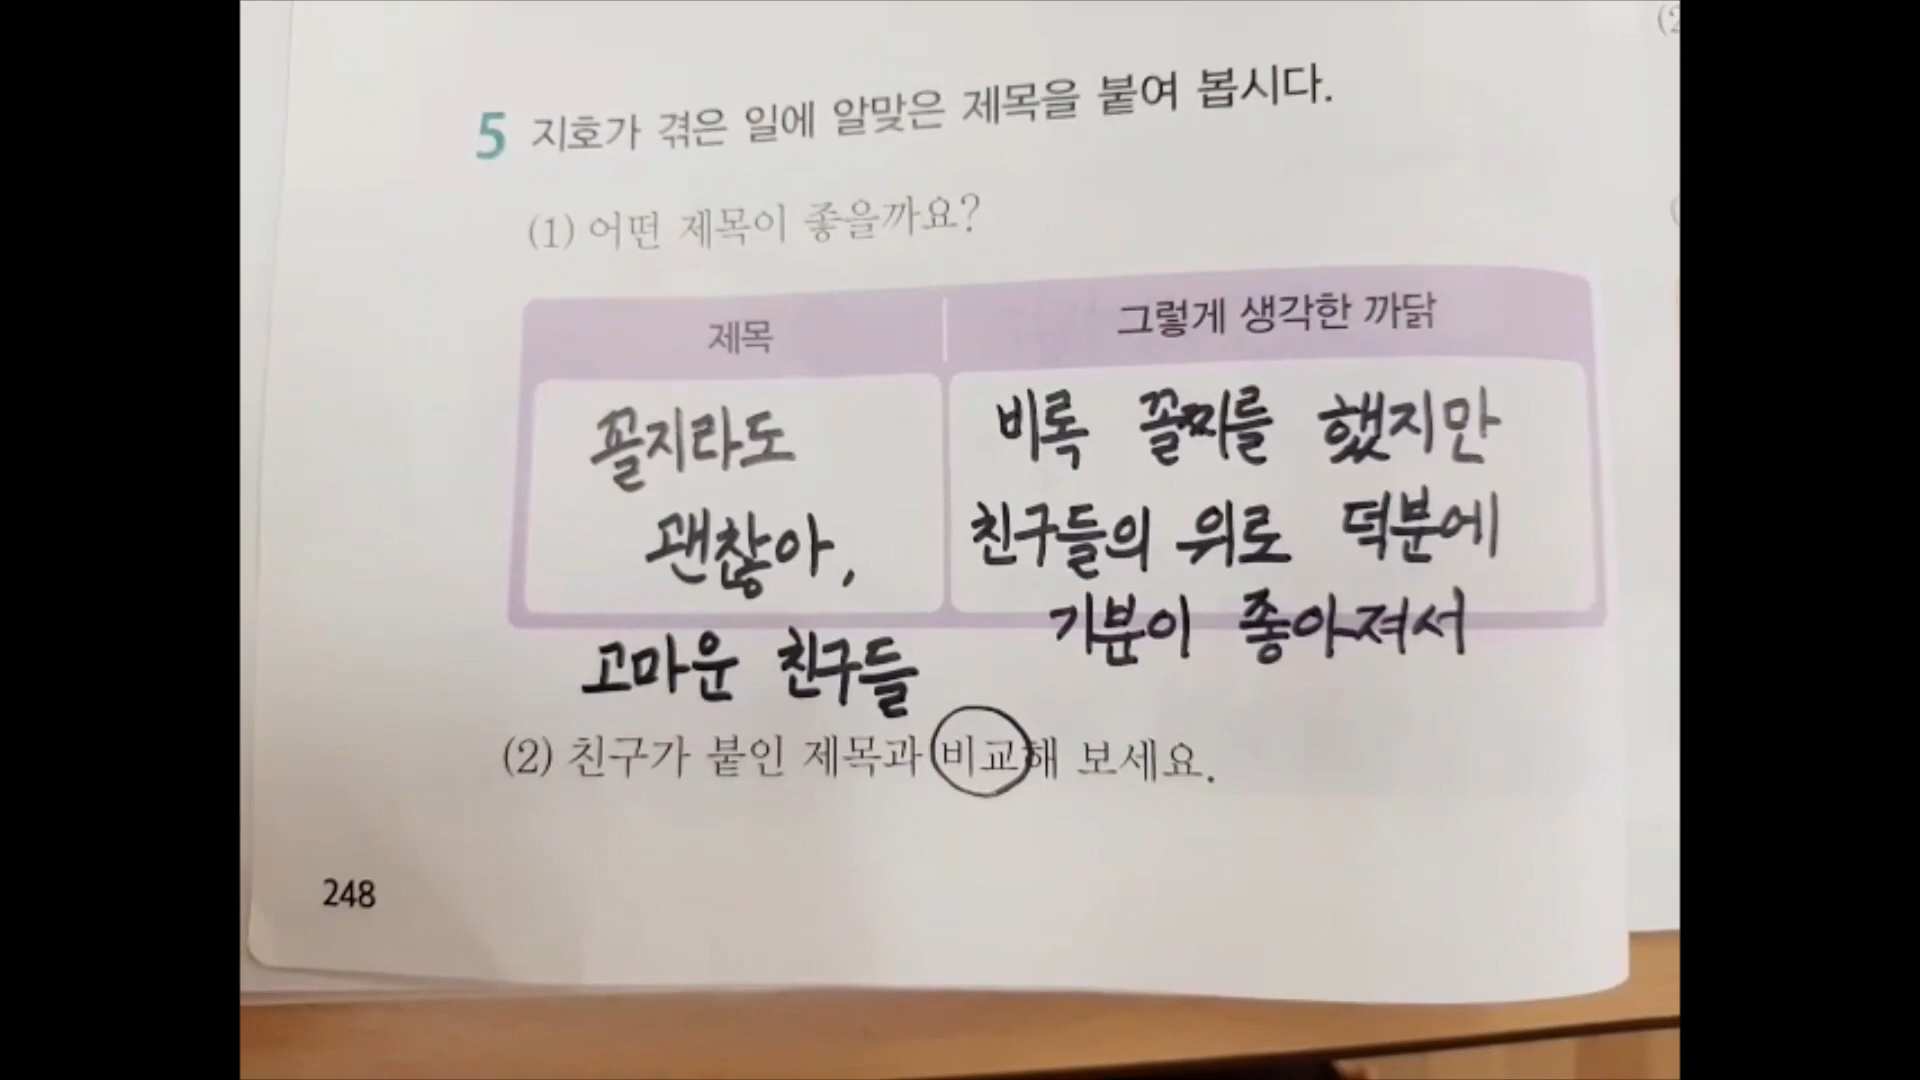 5 지호가 겪은 일에 알맞은 제목을 붙여 봅시다.
(1) 어떤 제목이 좋을까요?
제목
그렇게 생각한 까닭
꼴지라도
괜찮아,
고마운 친구들
비록 꼴찌를 했지만
친구들의 위로 덕분에
기분이 좋아져서
(2) 친구가 붙인 제목과 비교해 보세요.
248